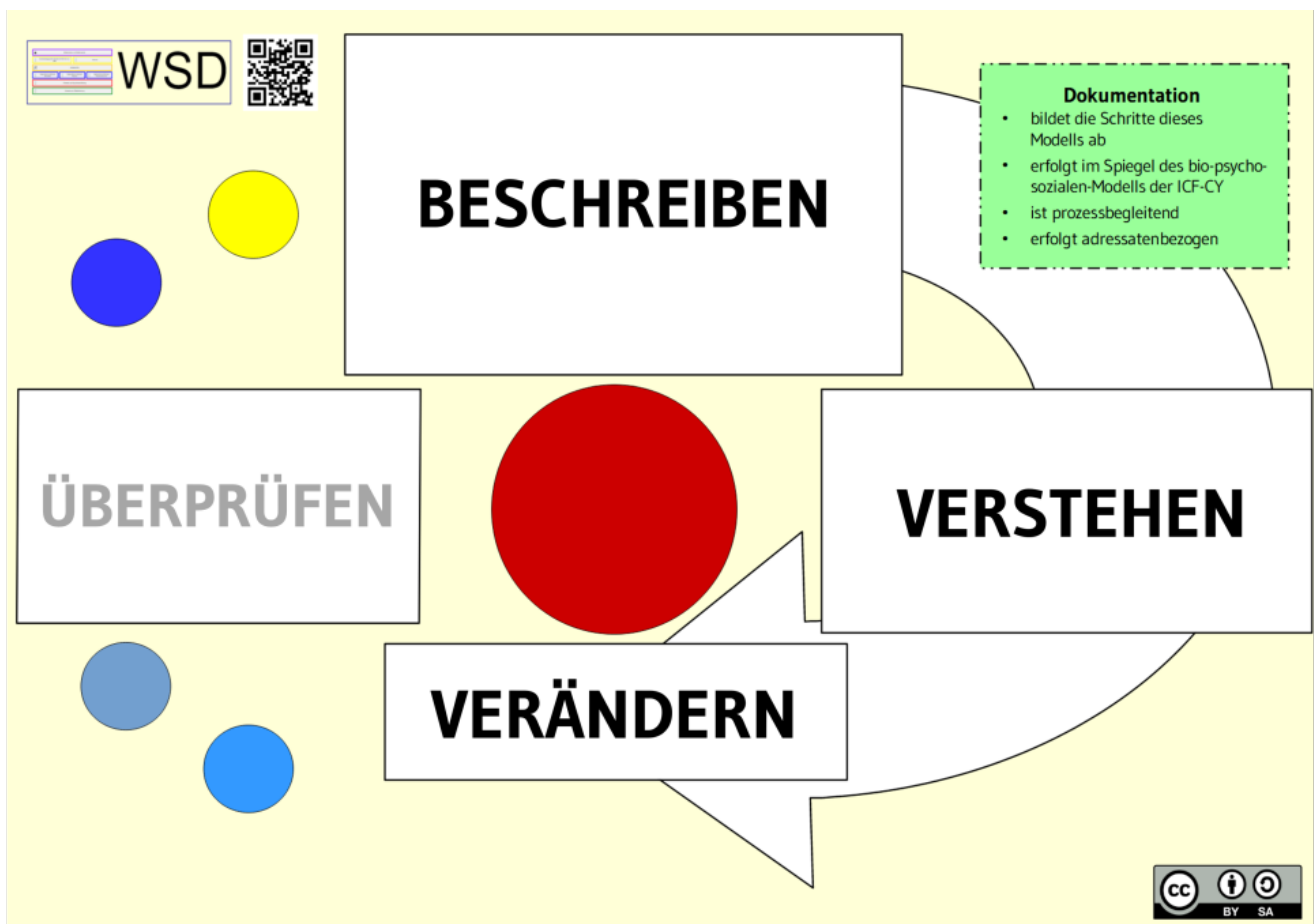 WSD
BESCHREIBEN
Dokumentation
• bildet die Schritte dieses
Modells ab
• erfolgt im Spiegel des bio-psycho-
sozialen-Modells der ICF-CY
• ist prozessbegleitend
• erfolgt adressatenbezogen
ÜBERPRÜFEN
VERSTEHEN
VERÄNDERN
cc
BY SA